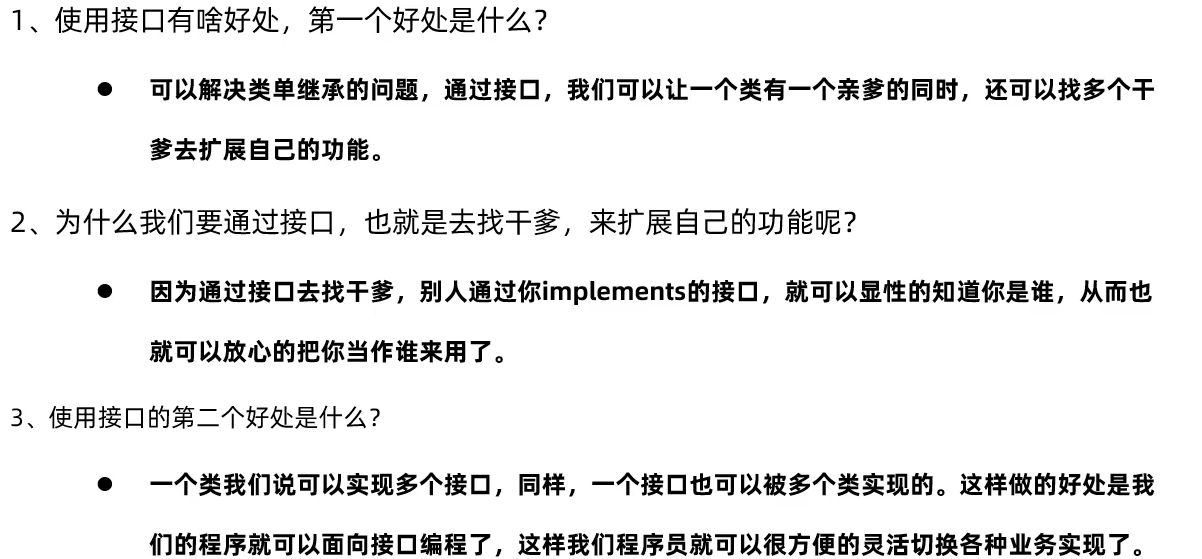 1、使用接口有啥好处，第一个好处是什么？
● 可以解决类单继承的问题，通过接口，我们可以让一个类有一个亲爹的同时，还可以找多个干
爹去扩展自己的功能。
2、为什么我们要通过接口，也就是去找干爹，来扩展自己的功能呢？
● 因为通过接口去找干爹，别人通过你implements的接口，就可以显性的知道你是谁，从而也
就可以放心的把你当作谁来用了。
3、使用接口的第二个好处是什么？
● 一个类我们说可以实现多个接口，同样，一个接口也可以被多个类实现的。这样做的好处是我
们的程序就可以面向接口编程了，这样我们程序员就可以很方便的灵活切换各种业务实现了。